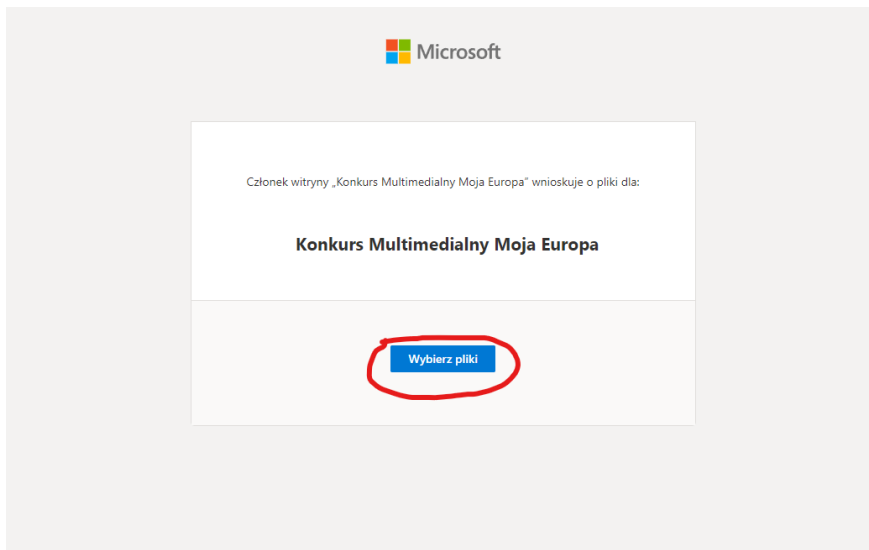 Microsoft
Członek witryny „Konkurs Multimedialny Moja Europa” wnioskuje o pliki dla:
Konkurs Multimedialny Moja Europa
Wybierz pliki